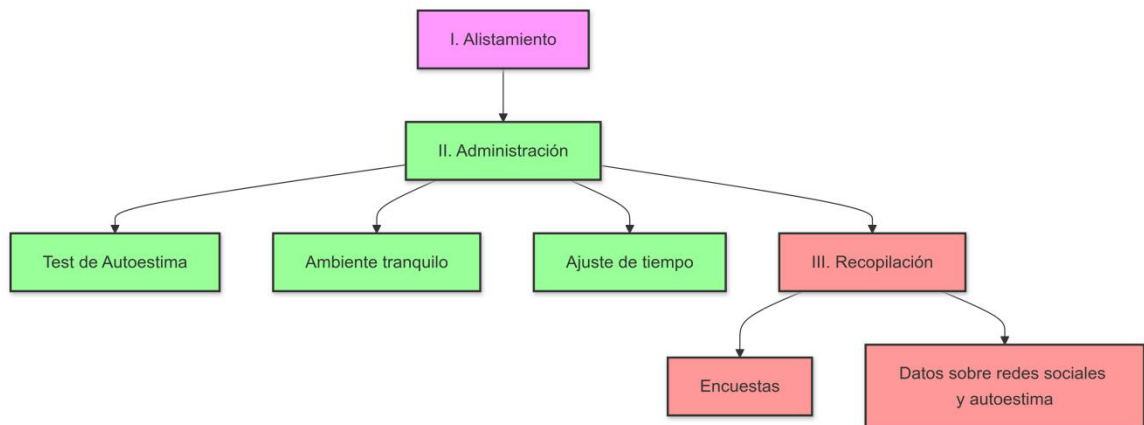 I. Alistamiento
II. Administración
Test de Autoestima
Ambiente tranquilo
Ajuste de tiempo
III. Recopilación
Encuestas
Datos sobre redes sociales
y autoestima